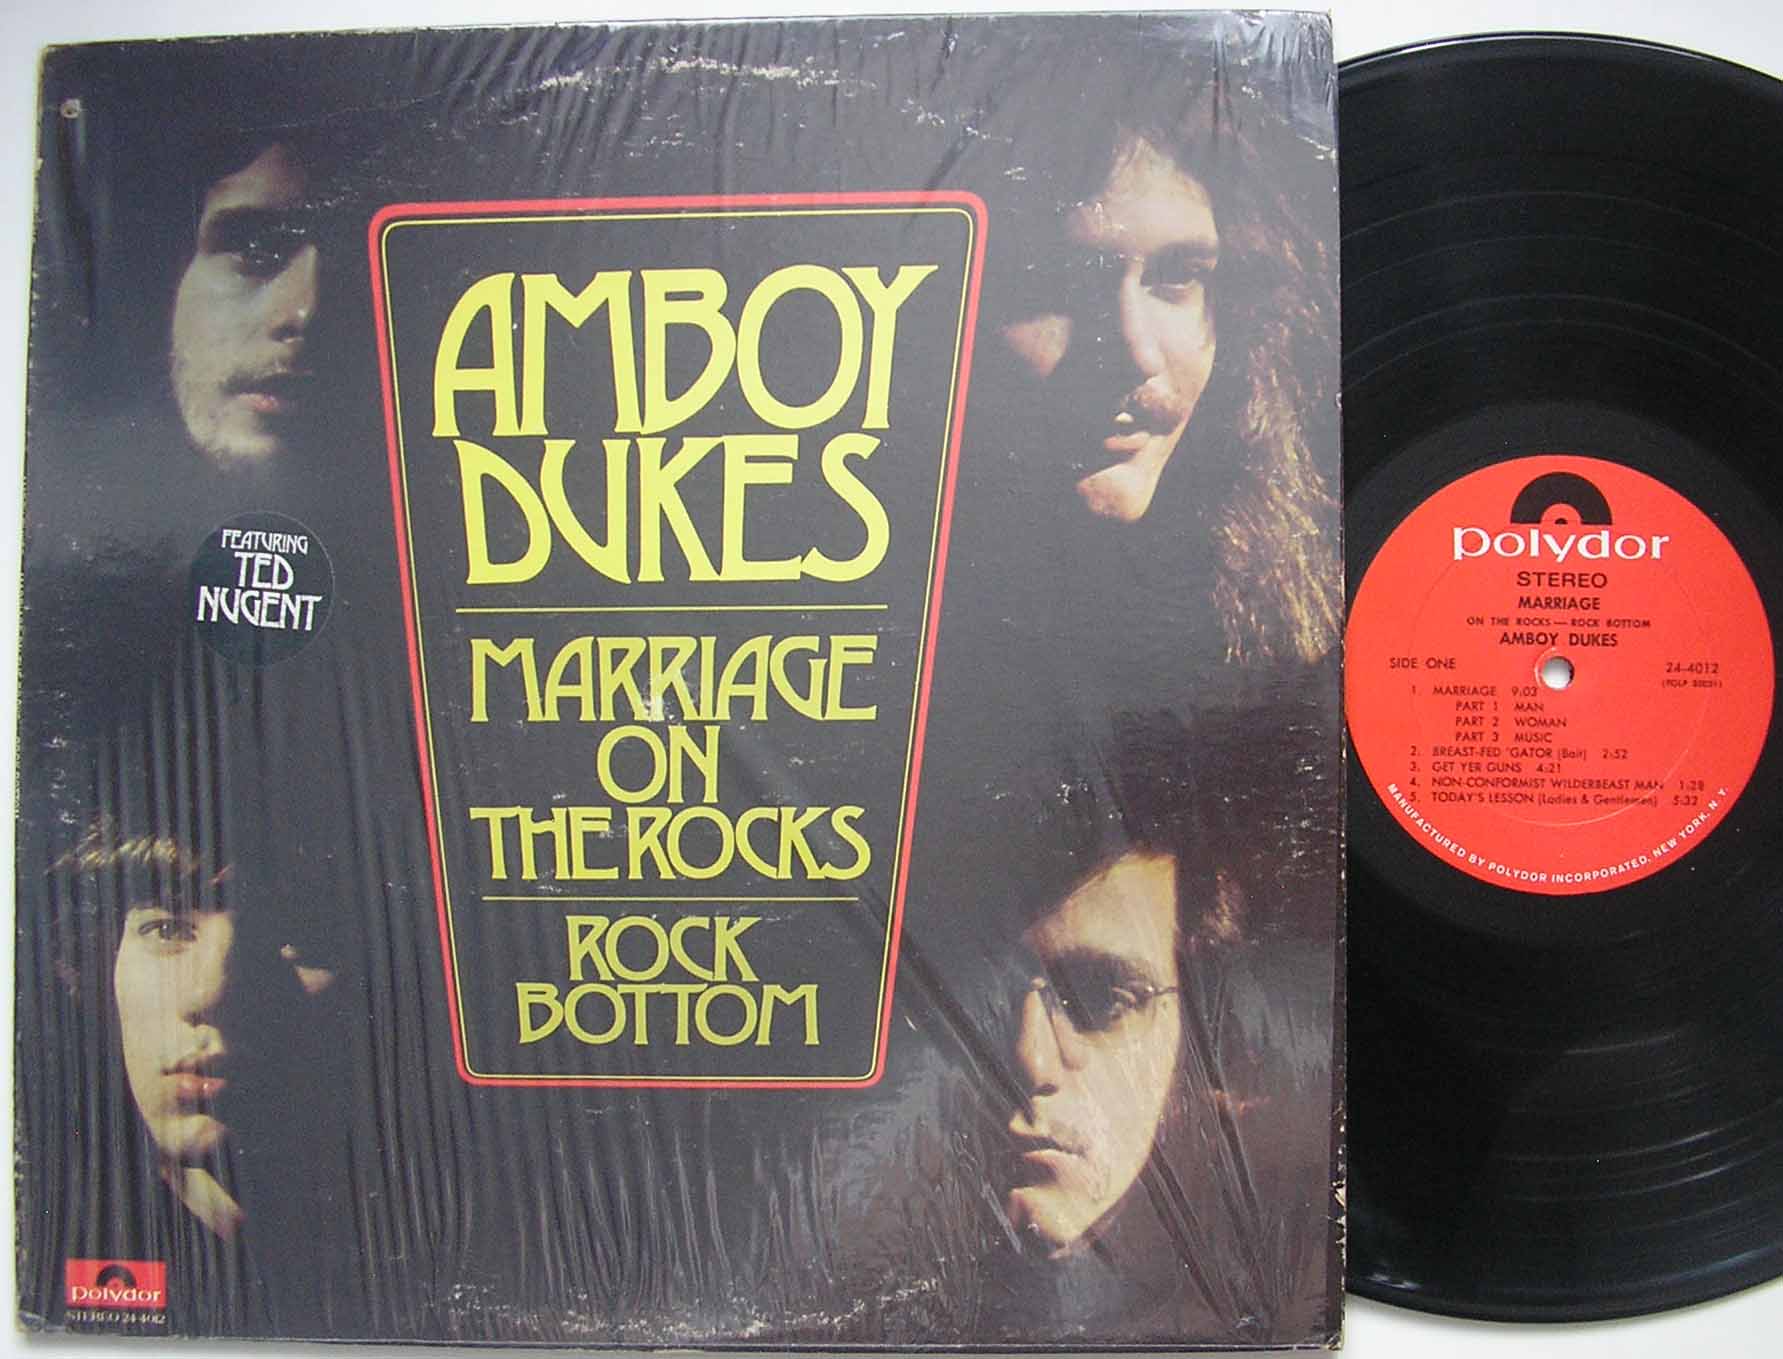 FEATURING
TED
NUGENT
AMBOY
DUKES
MARRIAGE
ON
THE ROCKS
ROCK
BOTTOM
polydor
STEREO 24-4012
polydor
STEREO
MARRIAGE
ON THE ROCKS — ROCK BOTTOM
AMBOY DUKES
SIDE ONE 24-4012
1. MARRIAGE 9:03
PART 1 MAN
PART 2 WOMAN
PART 3 MUSIC
2. BREAST-FED 'GATOR (Bait) 2:52
3. GET YER GUNS 4:21
4. NON-CONFORMIST WILDERBEAST MAN 1:28
5. TODAY'S LESSON (Ladies & Gentlemen) 5:32
MANUFACTURED BY POLYDOR INCORPORATED, NEW YORK, N.Y.